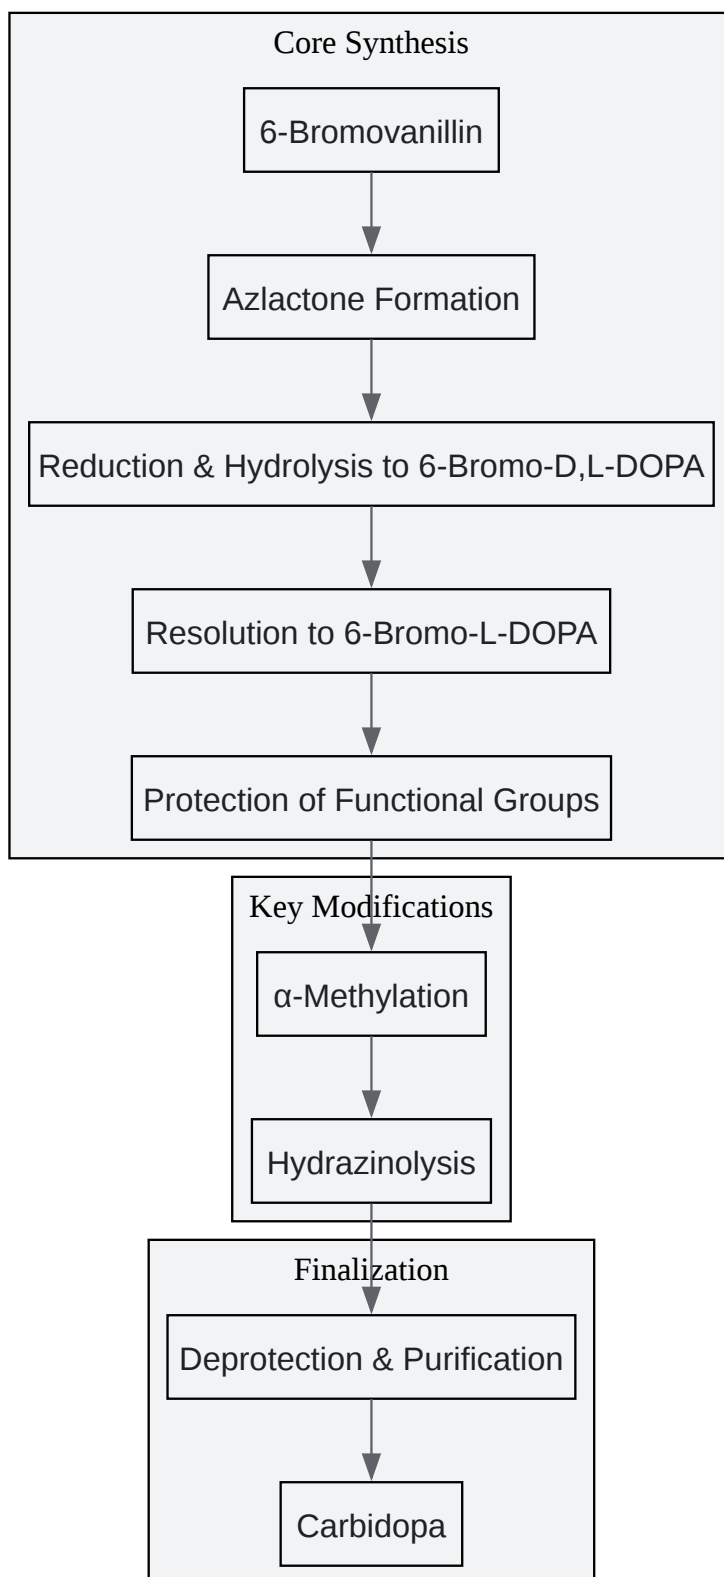 Core Synthesis
6-Bromovanillin
Azlactone Formation
Reduction & Hydrolysis to 6-Bromo-D,L-DOPA
Resolution to 6-Bromo-L-DOPA
Protection of Functional Groups
Key Modifications
α-Methylation
Hydrazinolysis
Finalization
Deprotection & Purification
Carbidopa